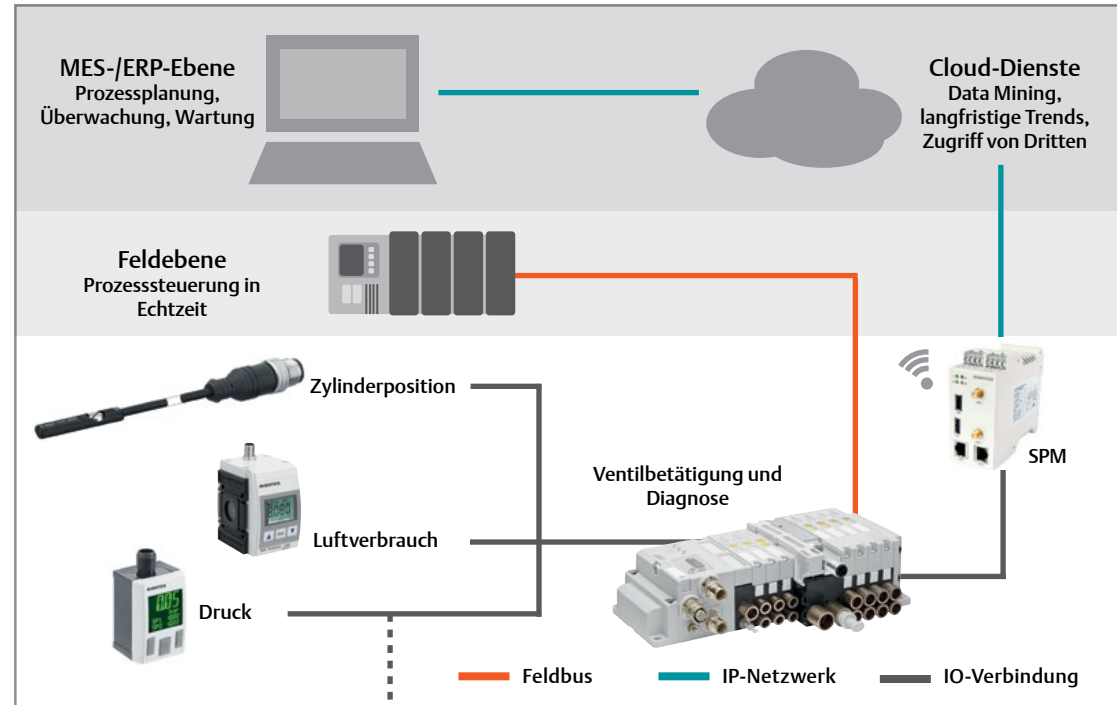 MES-/ERP-Ebene
Prozessplanung,
Überwachung, Wartung
Cloud-Dienste
Data Mining,
langfristige Trends,
Zugriff von Dritten
Feldebene
Prozesssteuerung in
Echtzeit
Zylinderposition
Luftverbrauch
Druck
Ventilbetätigung und
Diagnose
SPM
Feldbus
IP-Netzwerk
IO-Verbindung